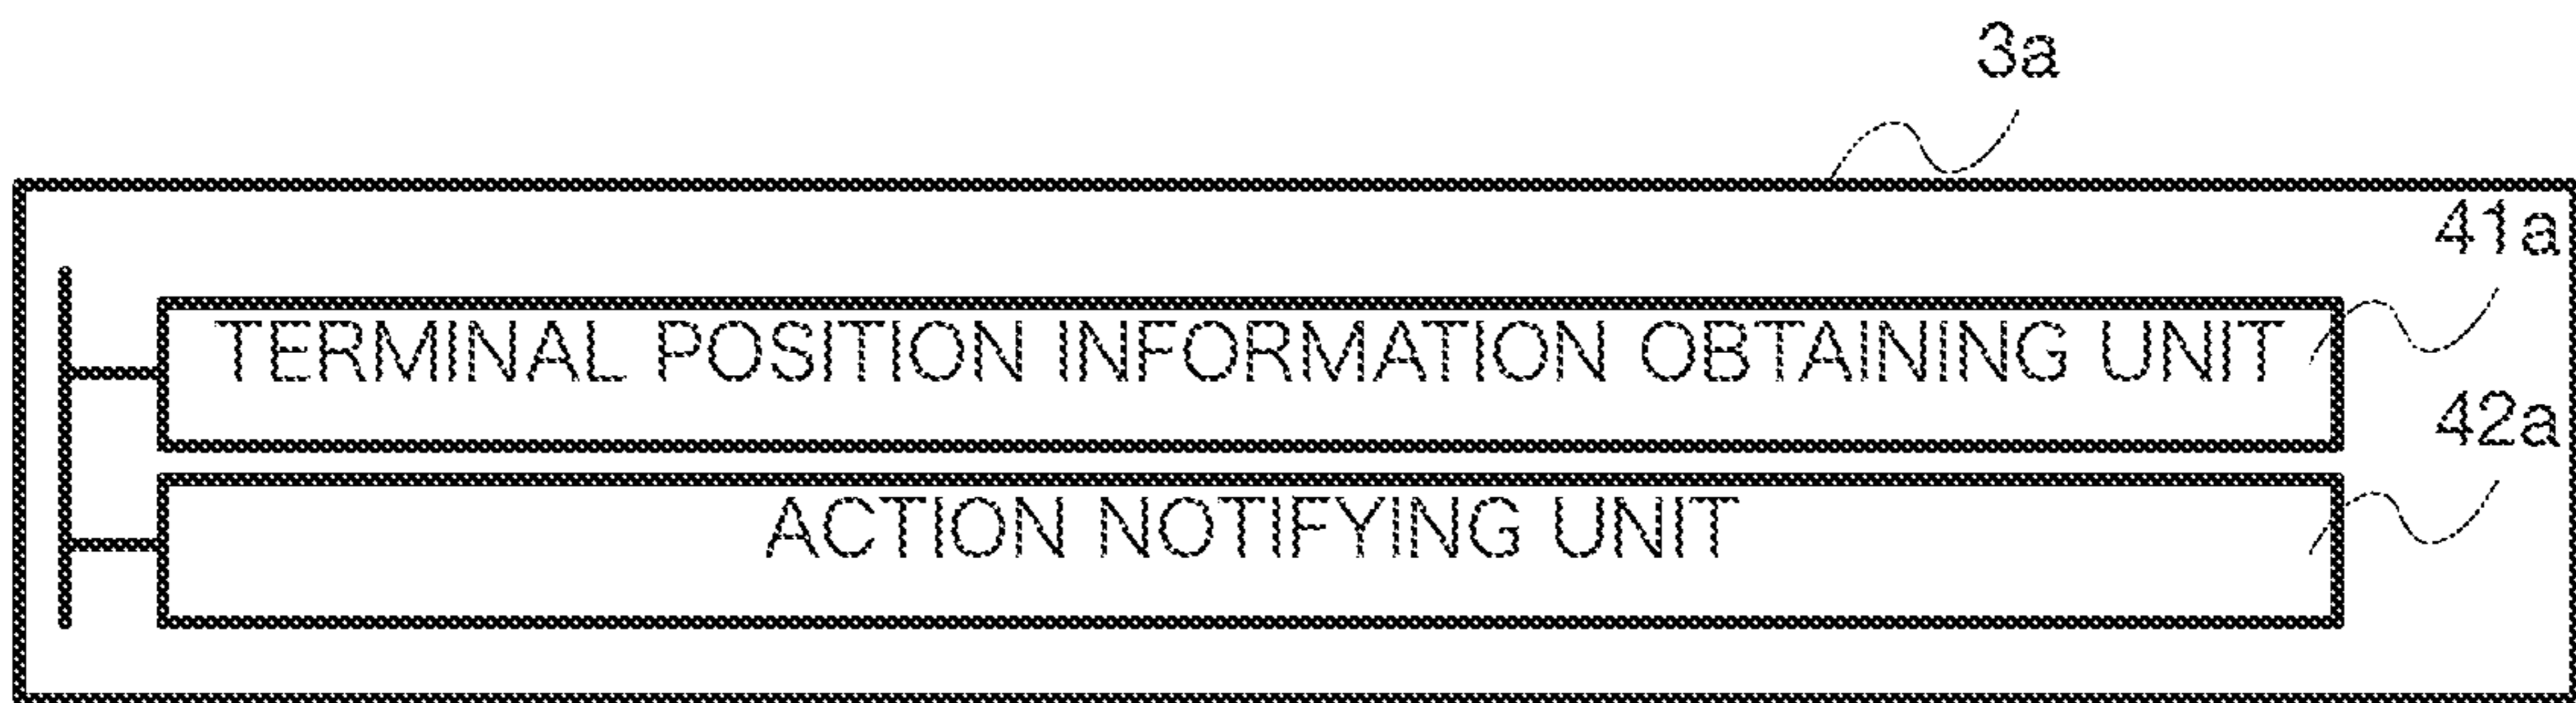 3a
41a
TERMINAL POSITION INFORMATION OBTAINING UNIT
42a
ACTION NOTIFYING UNIT